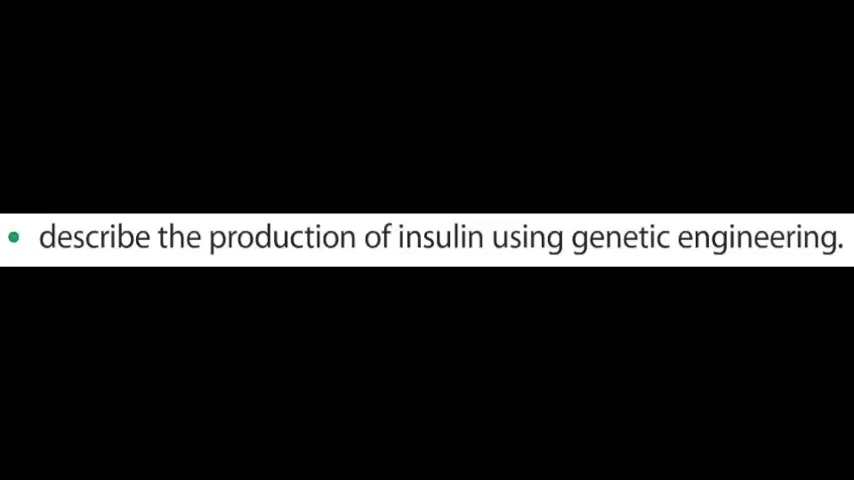 • describe the production of insulin using genetic engineering.